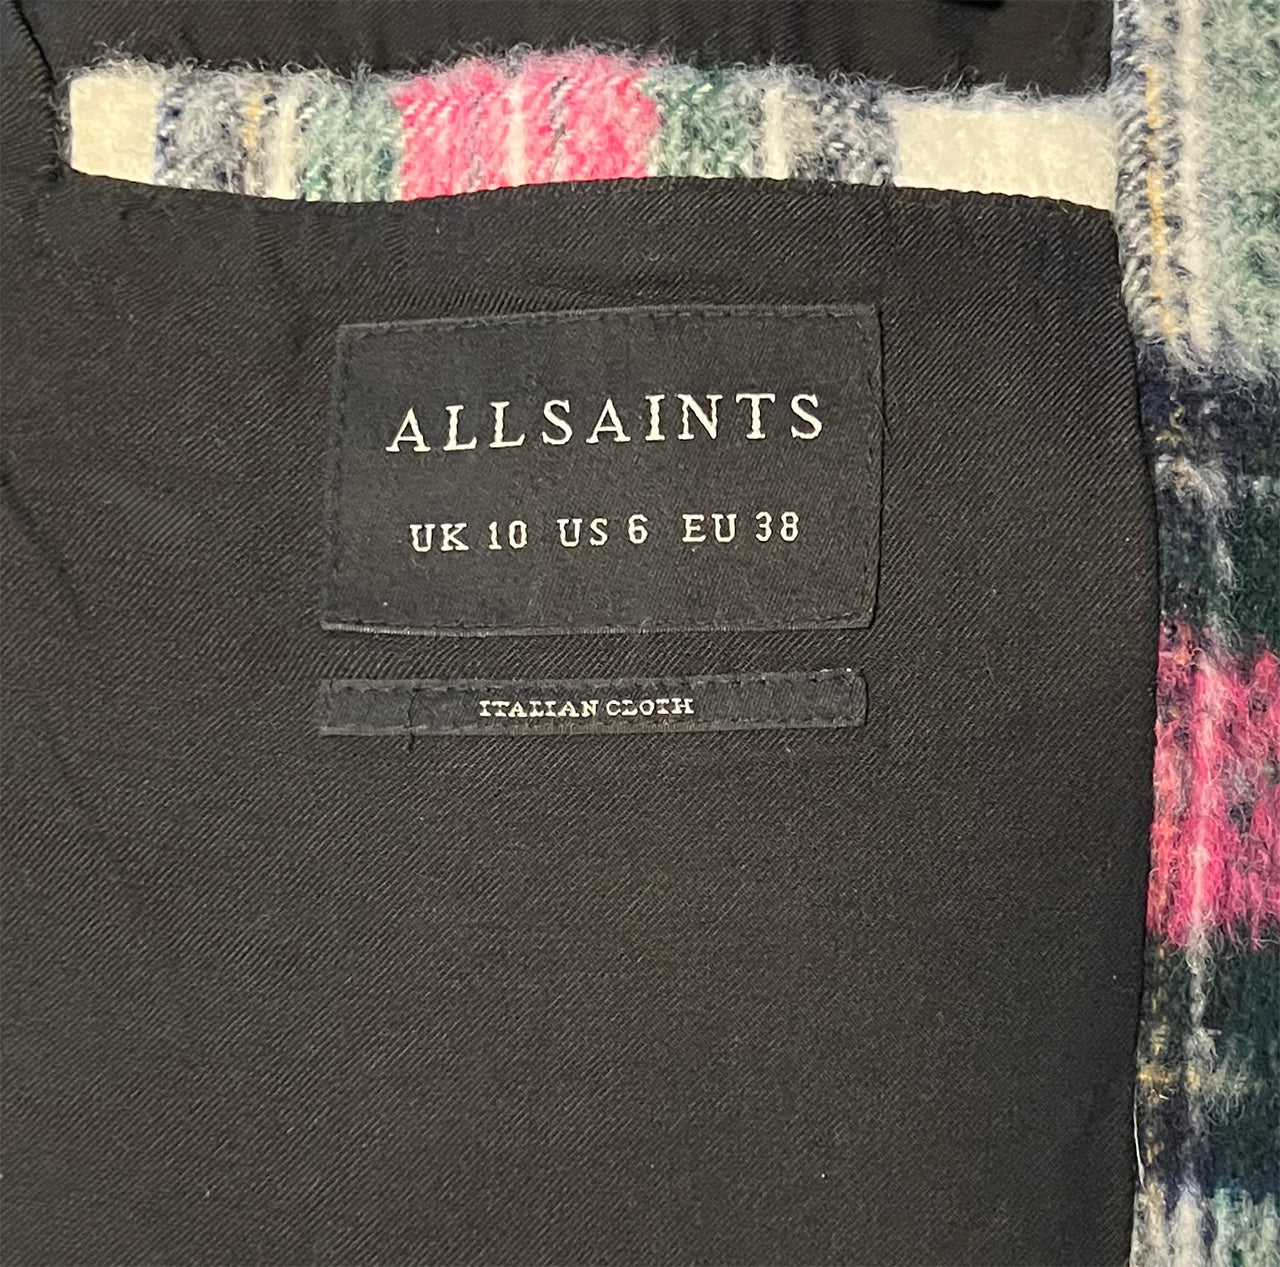 ALLSAINTS
UK 10 US 6 EU 38
ITALIAN CLOTH